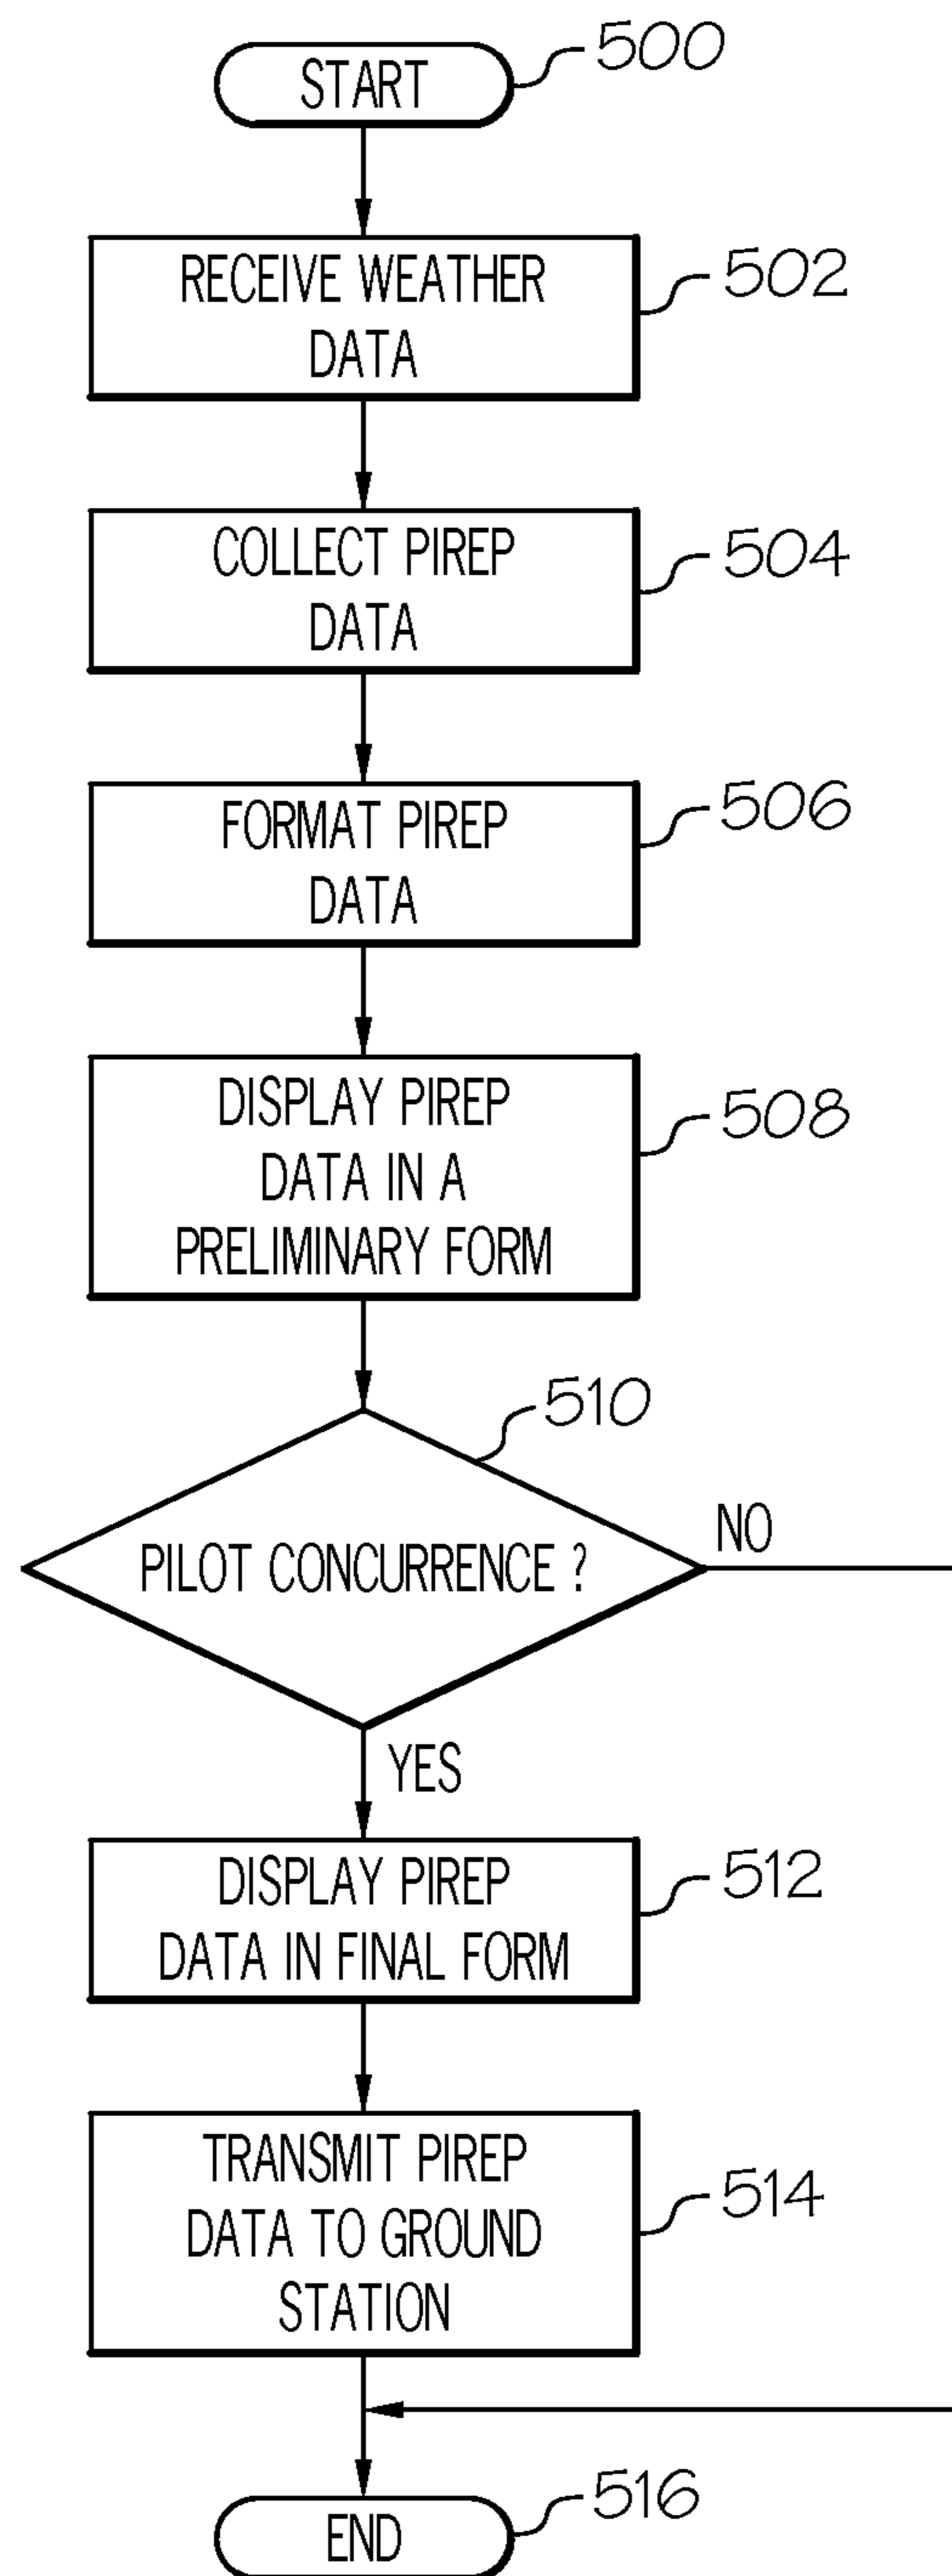 START
500
RECEIVE WEATHER
DATA
502
COLLECT PIREP
DATA
504
FORMAT PIREP
DATA
506
DISPLAY PIREP
DATA IN A
PRELIMINARY FORM
508
510
PILOT CONCURRENCE ?
NO
YES
DISPLAY PIREP
DATA IN FINAL FORM
512
TRANSMIT PIREP
DATA TO GROUND
STATION
514
END
516